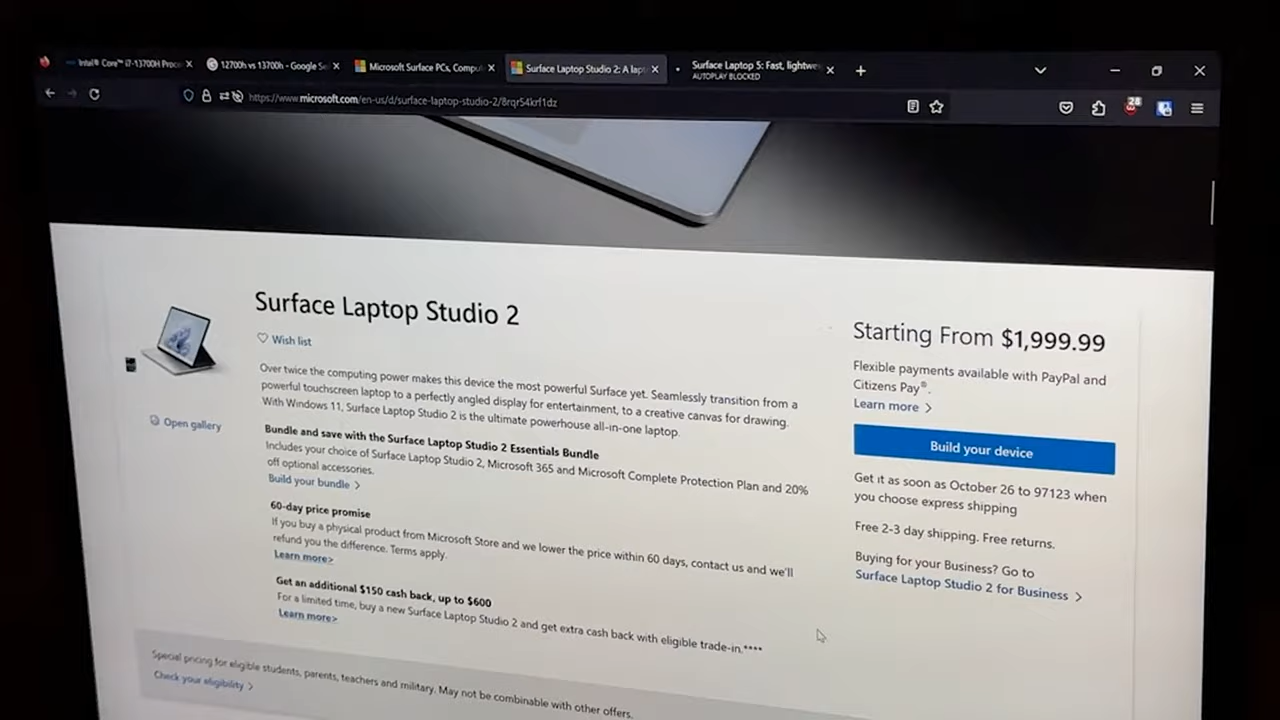 Intel® Core™ i7-13700H Proce
12700h vs 13700h - Google Se
Microsoft Surface PCs, Compu
Surface Laptop Studio 2: A lapt
Surface Laptop 5: Fast, lightwe
AUTOPLAY BLOCKED
https://www.microsoft.com/en-us/d/surface-laptop-studio-2/8rqr54krf1dz
28
Surface Laptop Studio 2
Wish list
Over twice the computing power makes this device the most powerful Surface yet. Seamlessly transition from a
powerful touchscreen laptop to a perfectly angled display for entertainment, to a creative canvas for drawing.
With Windows 11, Surface Laptop Studio 2 is the ultimate powerhouse all-in-one laptop.
Open gallery
Bundle and save with the Surface Laptop Studio 2 Essentials Bundle
Includes your choice of Surface Laptop Studio 2, Microsoft 365 and Microsoft Complete Protection Plan and 20%
off optional accessories.
Build your bundle >
60-day price promise
If you buy a physical product from Microsoft Store and we lower the price within 60 days, contact us and we'll
refund you the difference. Terms apply.
Learn more>
Get an additional $150 cash back, up to $600
For a limited time, buy a new Surface Laptop Studio 2 and get extra cash back with eligible trade-in.****
Learn more>
Starting From $1,999.99
Flexible payments available with PayPal and
Citizens Pay®.
Learn more >
Build your device
Get it as soon as October 26 to 97123 when
you choose express shipping
Free 2-3 day shipping. Free returns.
Buying for your Business? Go to
Surface Laptop Studio 2 for Business >
Special pricing for eligible students, parents, teachers and military. May not be combinable with other offers.
Check your eligibility >